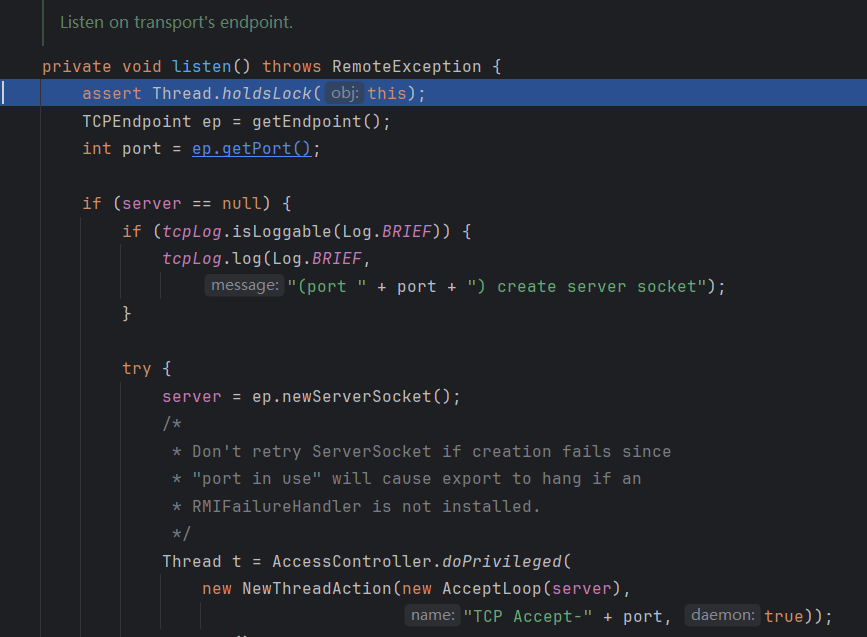 Listen on transport's endpoint.
private void listen() throws RemoteException {
assert Thread.holdsLock( obj: this);
TCPEndpoint ep = getEndpoint();
int port = ep.getPort();
if (server == null) {
if (tcpLog.isLoggable(Log.BRIEF)) {
tcpLog.log(Log.BRIEF,
message: "(port " + port + ") create server socket");
}
try {
server = ep.newServerSocket();
/*
* Don't retry ServerSocket if creation fails since
* "port in use" will cause export to hang if an
* RMIFailureHandler is not installed.
*/
Thread t = AccessController.doPrivileged(
new NewThreadAction(new AcceptLoop(server),
name: "TCP Accept-" + port, daemon: true));